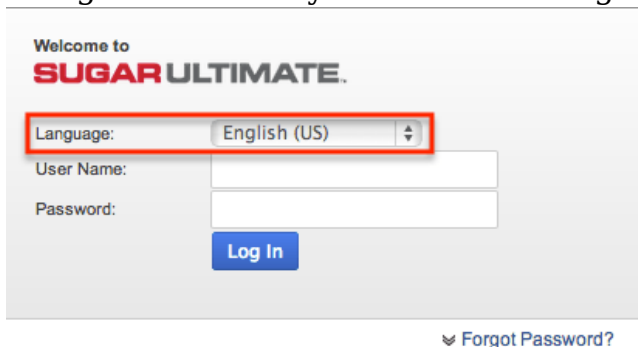 Welcome to
SUGAR ULTIMATE.
Language: English (US)
User Name:
Password:
Log In
Forgot Password?